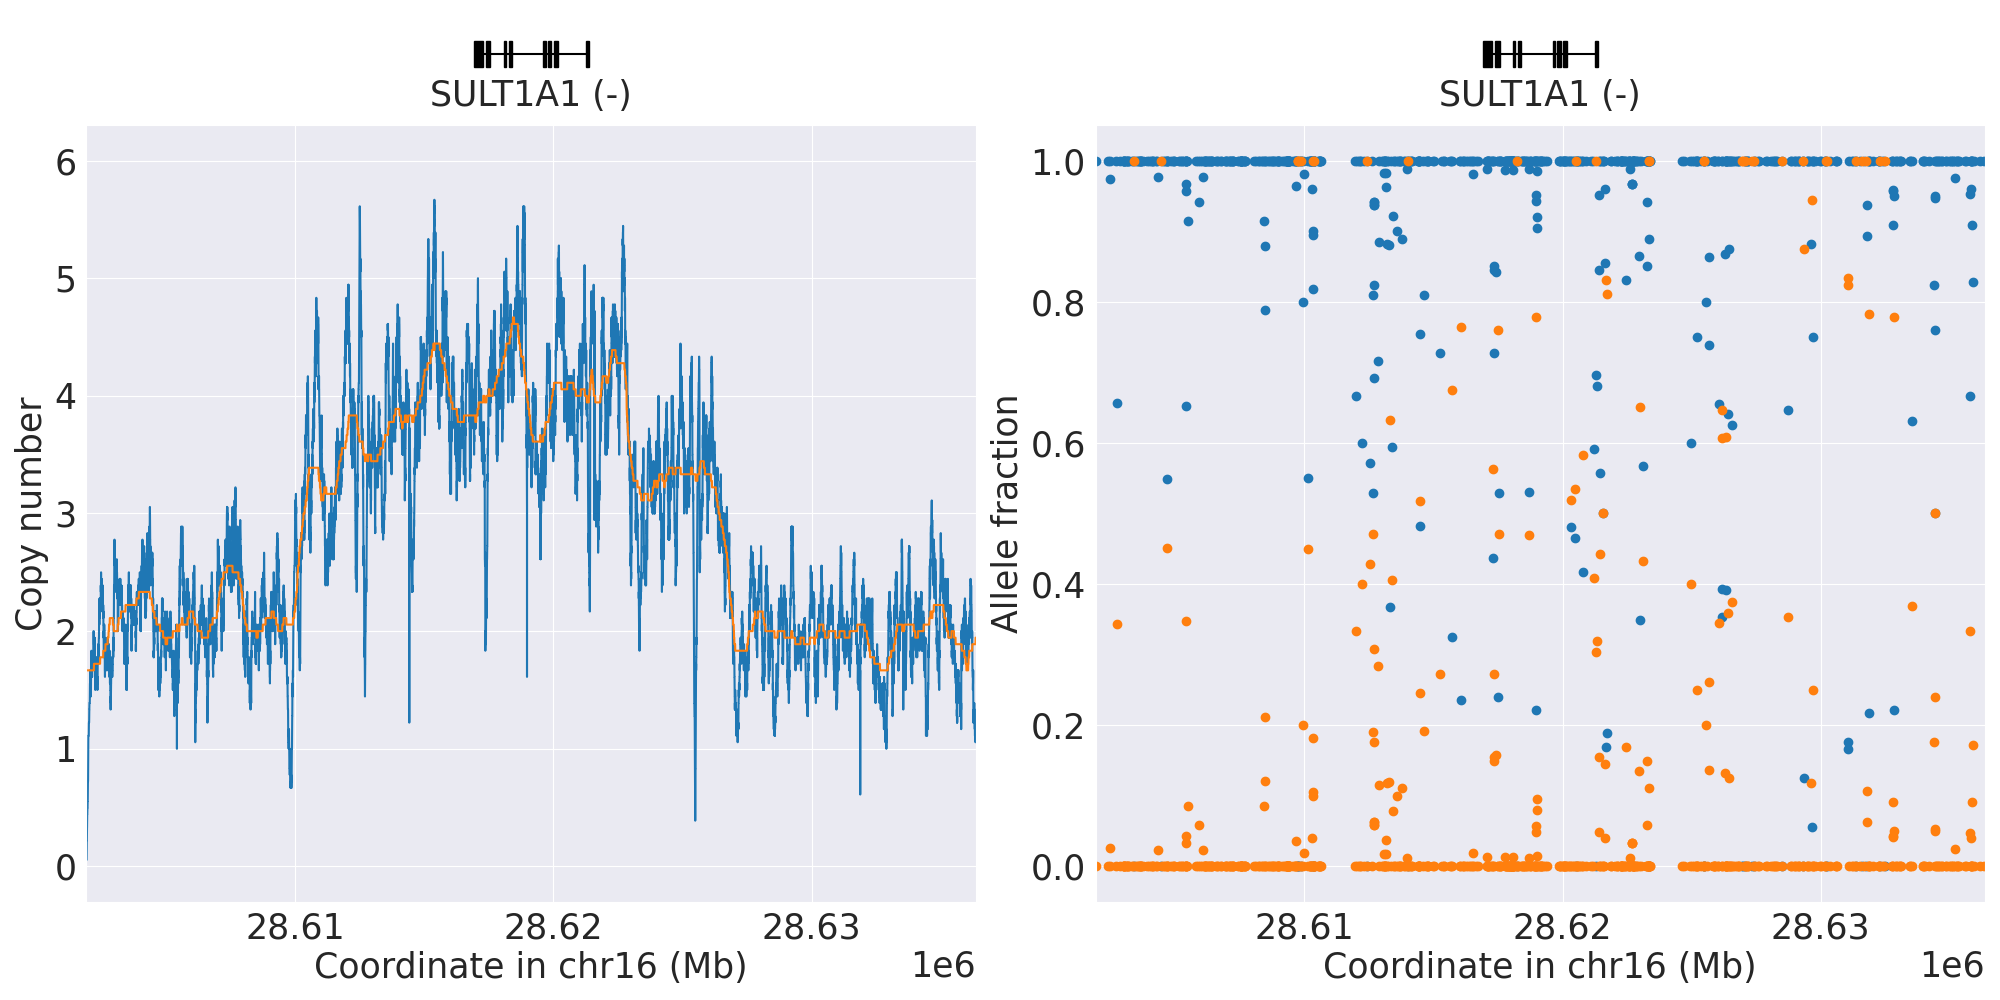 SULT1A1 (-)
6
5
4
3
2
1
0
Copy number
28.61
28.62
28.63
Coordinate in chr16 (Mb)
1e6
SULT1A1 (-)
1.0
0.8
0.6
0.4
0.2
0.0
Allele fraction
28.61
28.62
28.63
Coordinate in chr16 (Mb)
1e6